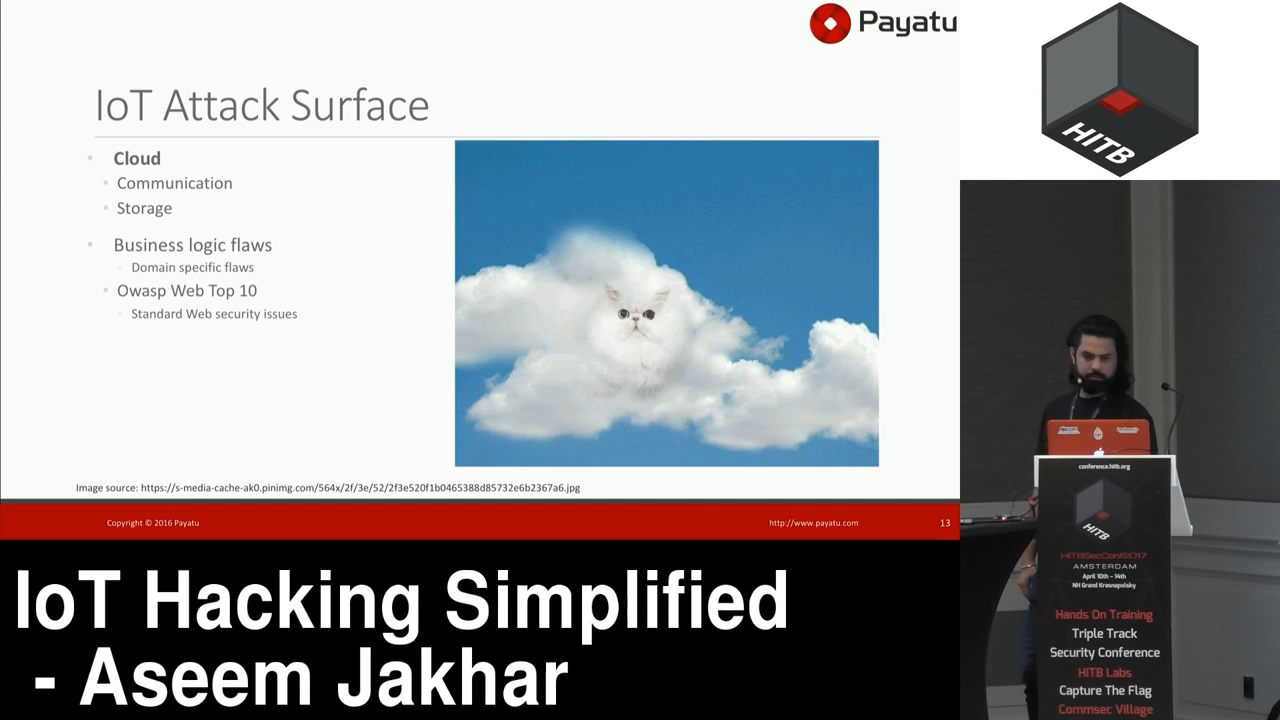 Payatu
IoT Attack Surface
• Cloud
• Communication
• Storage
• Business logic flaws
◦ Domain specific flaws
• Owasp Web Top 10
◦ Standard Web security issues
Image source: https://s-media-cache-ak0.pinimg.com/564x/2f/3e/52/2f3e520f1b0465388d85732e6b2367a6.jpg
Copyright © 2016 Payatu
http://www.payatu.com
13
IoT Hacking Simplified
- Aseem Jakhar
HITB
conference.hitb.org
HITB
HITBSecConf2017
AMSTERDAM
April 10th - 14th
NH Grand Krasnapolsky
Hands On Training
Triple Track
Security Conference
HITB Labs
Capture The Flag
Commsec Village